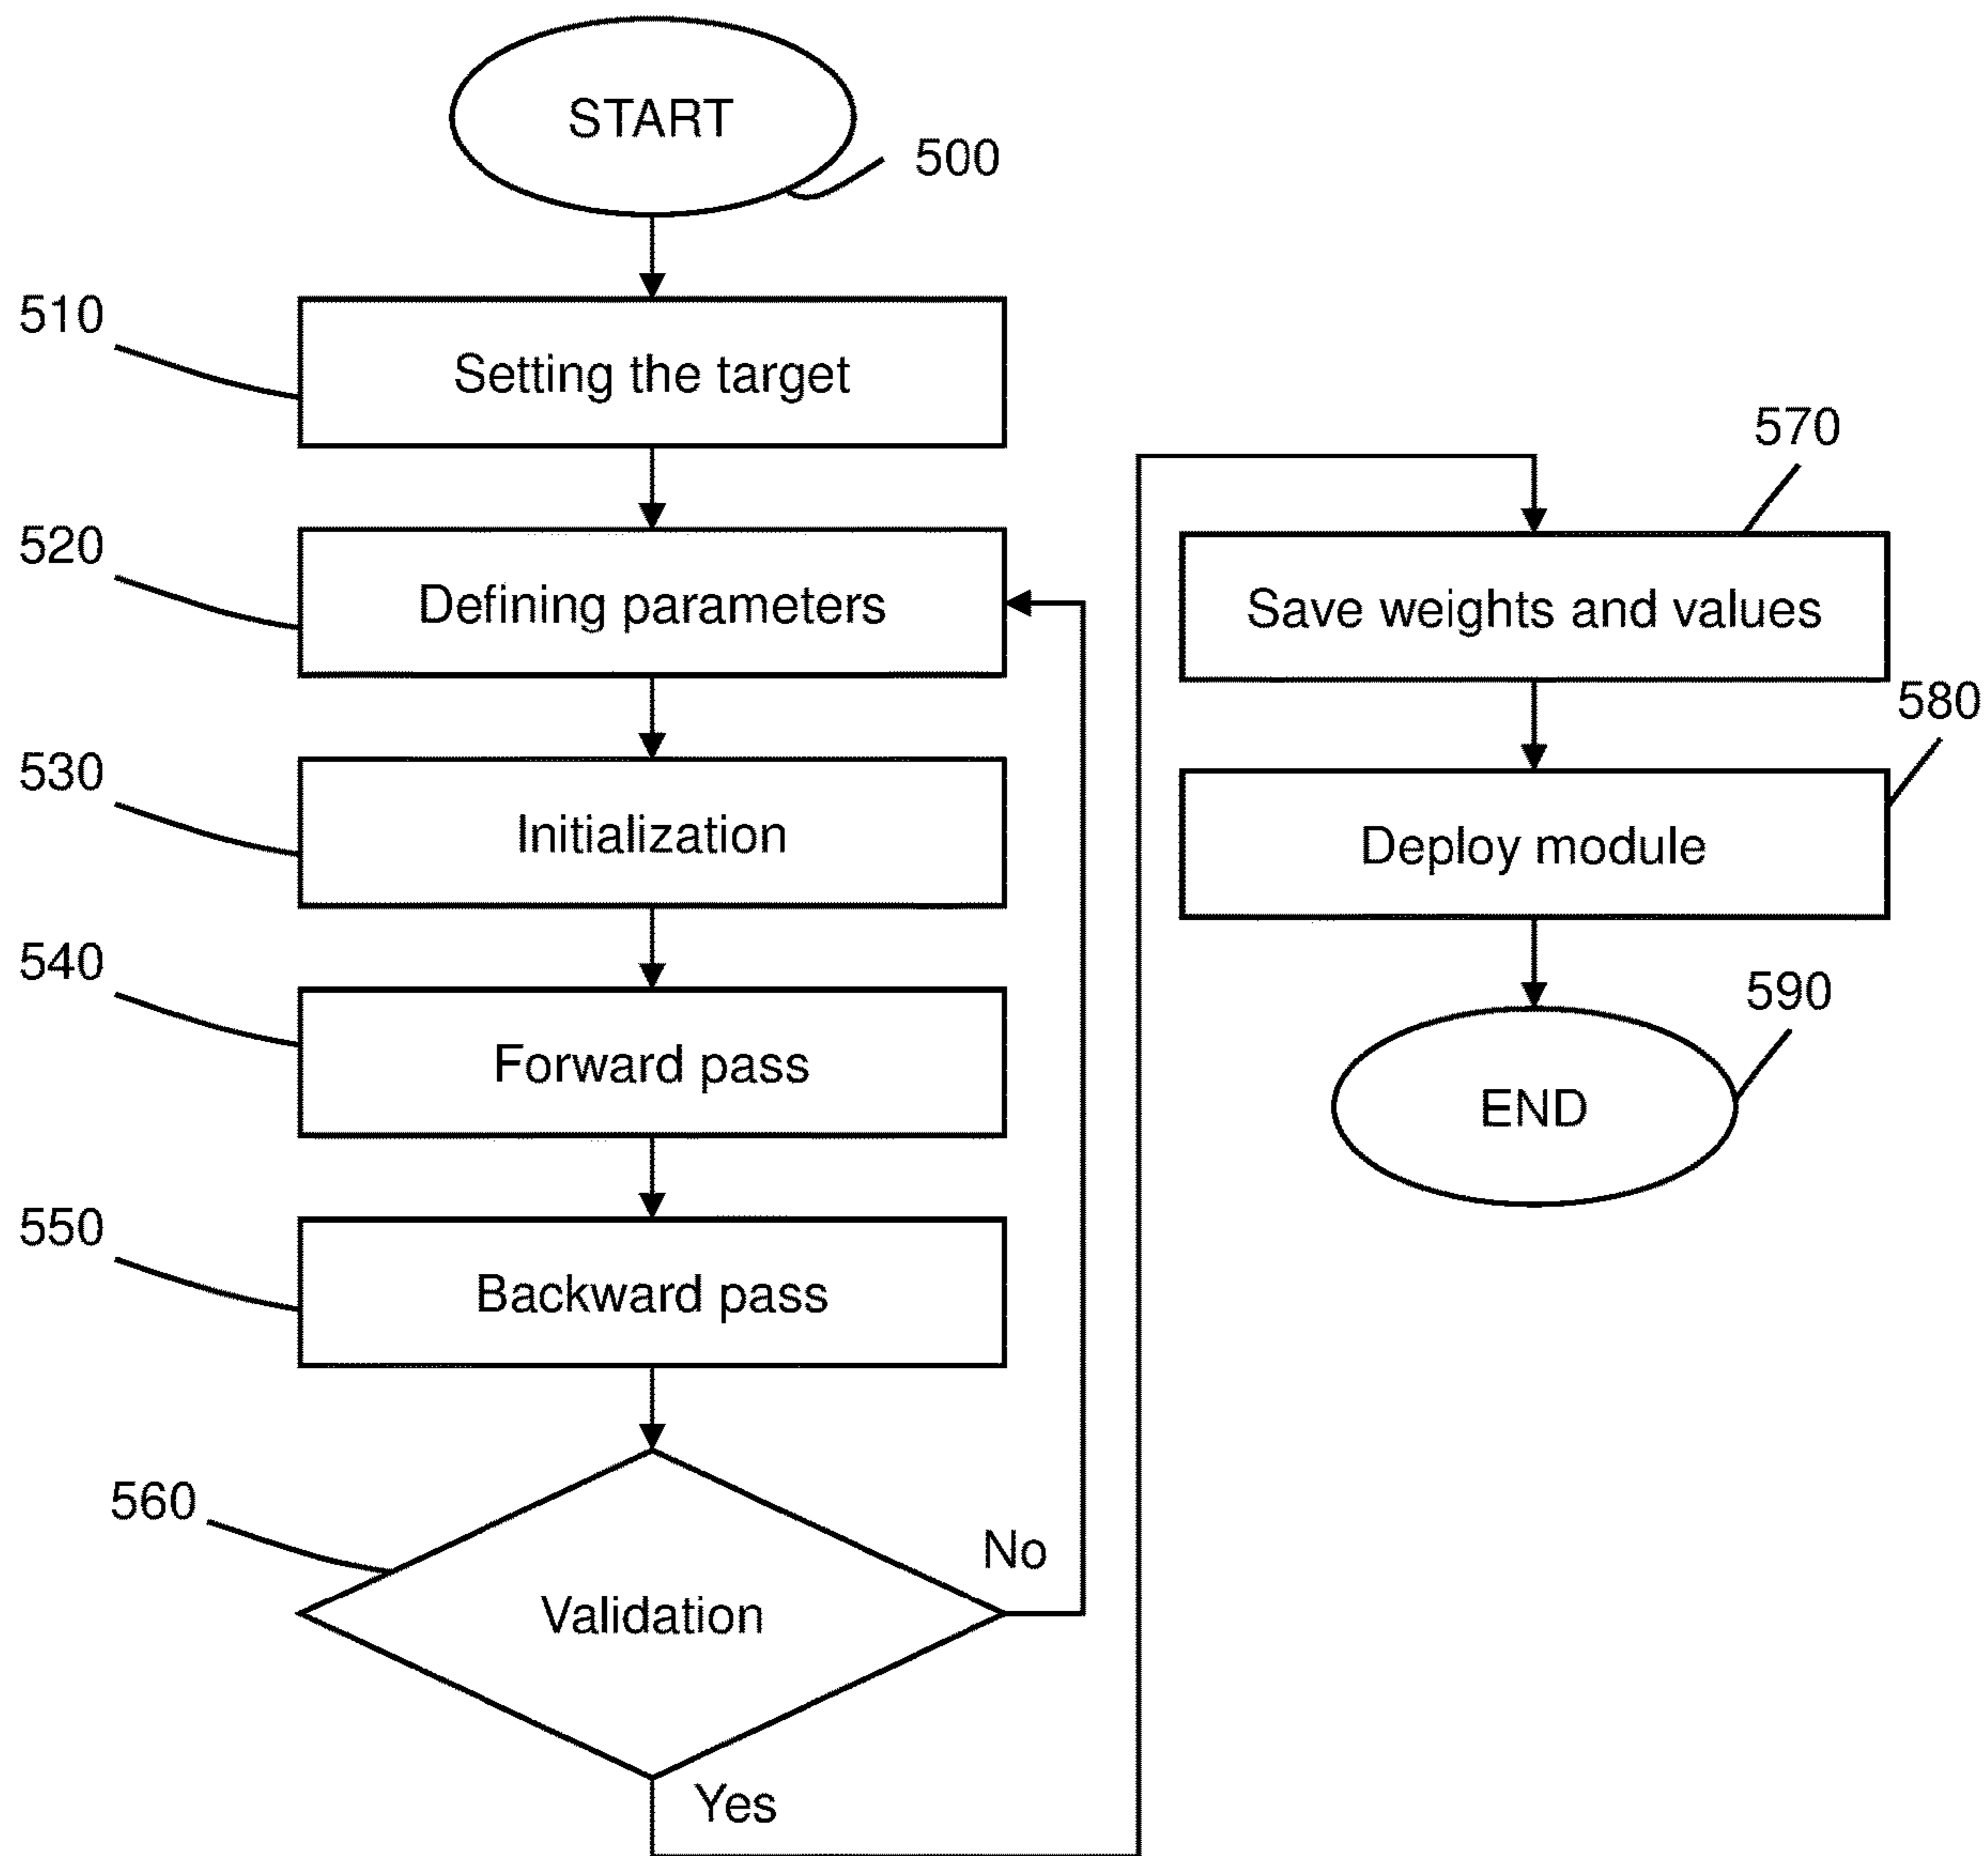 START
500
510
Setting the target
520
Defining parameters
530
Initialization
540
Forward pass
550
Backward pass
560
Validation
No
Yes
570
Save weights and values
580
Deploy module
590
END